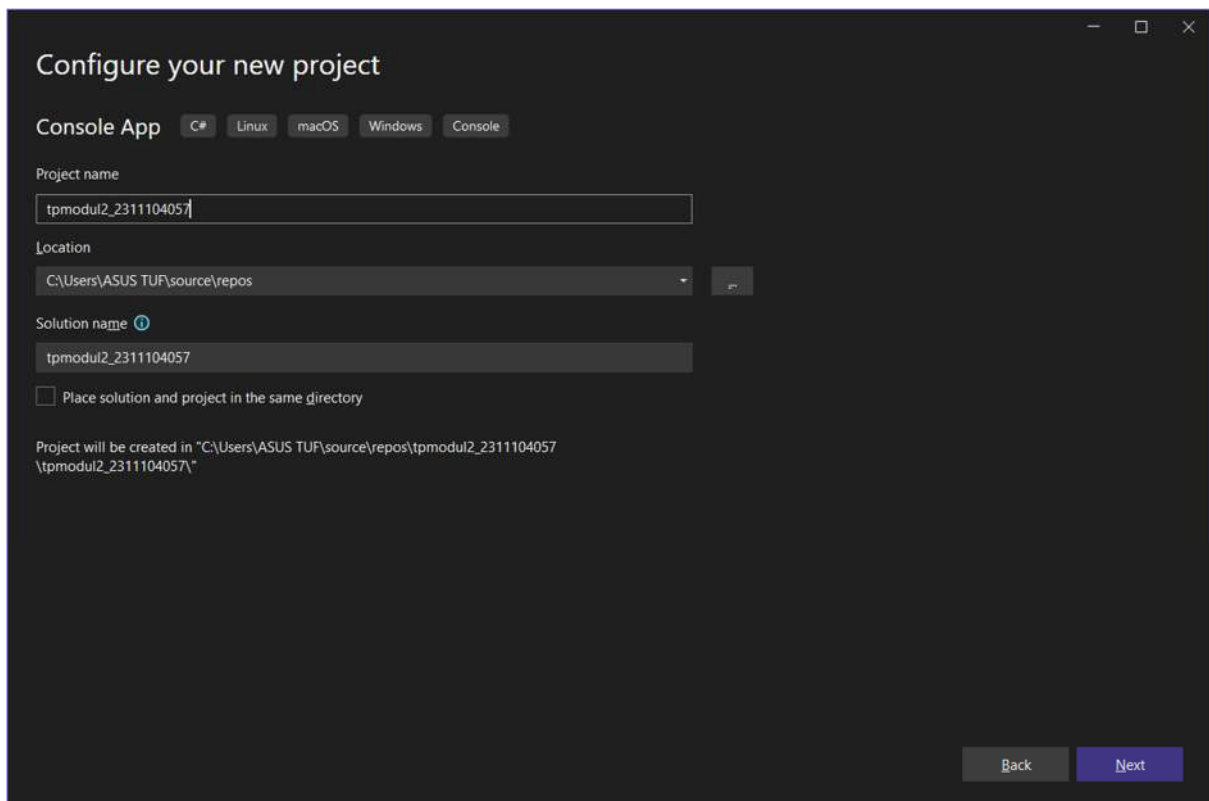 Configure your new project
Console App C# Linux macOS Windows Console
Project name
tpmodul2_2311104057
Location
C:\Users\ASUS TUF\source\repos
Solution name
tpmodul2_2311104057
Place solution and project in the same directory
Project will be created in "C:\Users\ASUS TUF\source\repos\tpmodul2_2311104057
\tpmodul2_2311104057\"
Back Next